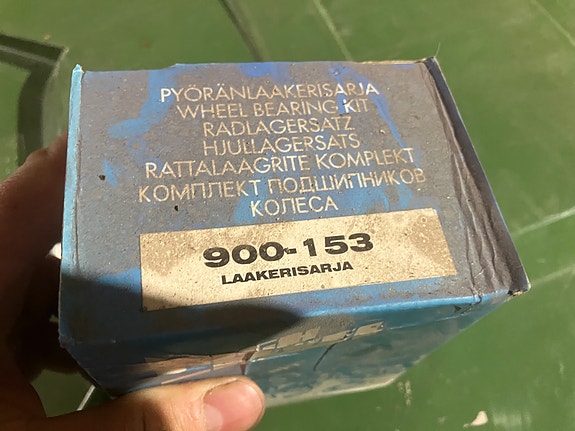 PYÖRÄNLAAKERISARJA
WHEEL BEARING KIT
RADLAGERSATZ
HJULLAGERSATS
RATTALAAGRITE KOMPLEKT
КОМПЛЕКТ ПОДШИПНИКОВ
КОЛЕСА
900-153
LAAKERISARJA